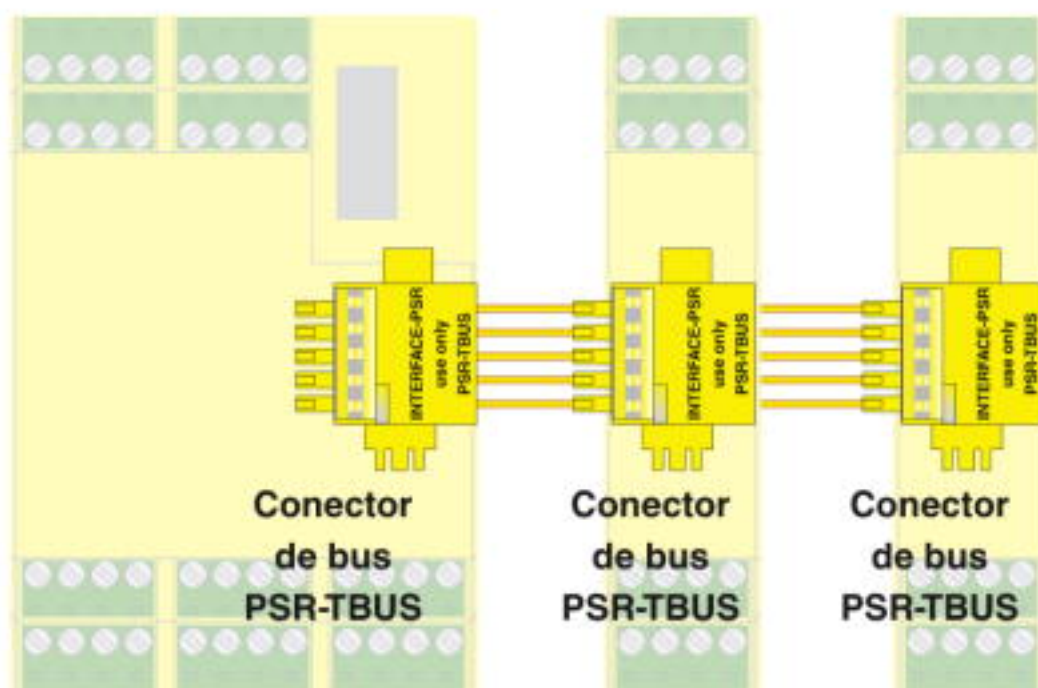 INTERFACE-PSR
use only
PSR-TBUS
INTERFACE-PSR
use only
PSR-TBUS
INTERFACE-PSR
use only
PSR-TBUS
Conector
de bus
PSR-TBUS
Conector
de bus
PSR-TBUS
Conector
de bus
PSR-TBUS